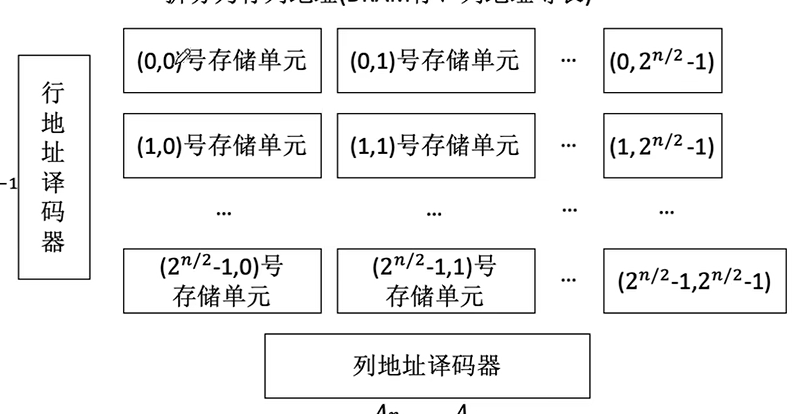 (0,0)号存储单元 (0,1)号存储单元 ... (0, 2^{n/2}-1)
行地址译码器
(1,0)号存储单元 (1,1)号存储单元 ... (1, 2^{n/2}-1)
-1
... ... ... ...
(2^{n/2}-1,0)号存储单元 (2^{n/2}-1,1)号存储单元 ... (2^{n/2}-1,2^{n/2}-1)
列地址译码器